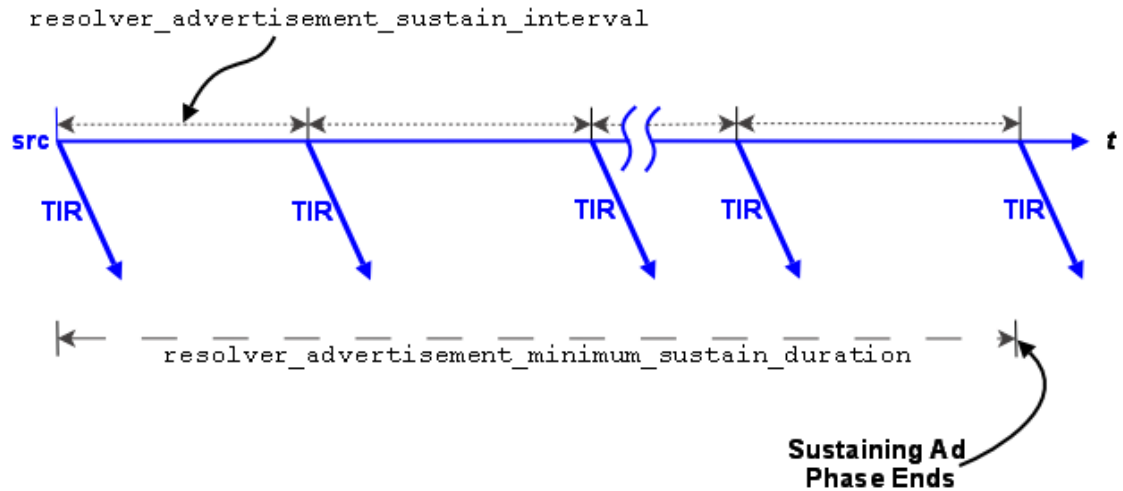 resolver_advertisement_sustain_interval
src
t
TIR
TIR
TIR
TIR
TIR
resolver_advertisement_minimum_sustain_duration
Sustaining Ad
Phase Ends